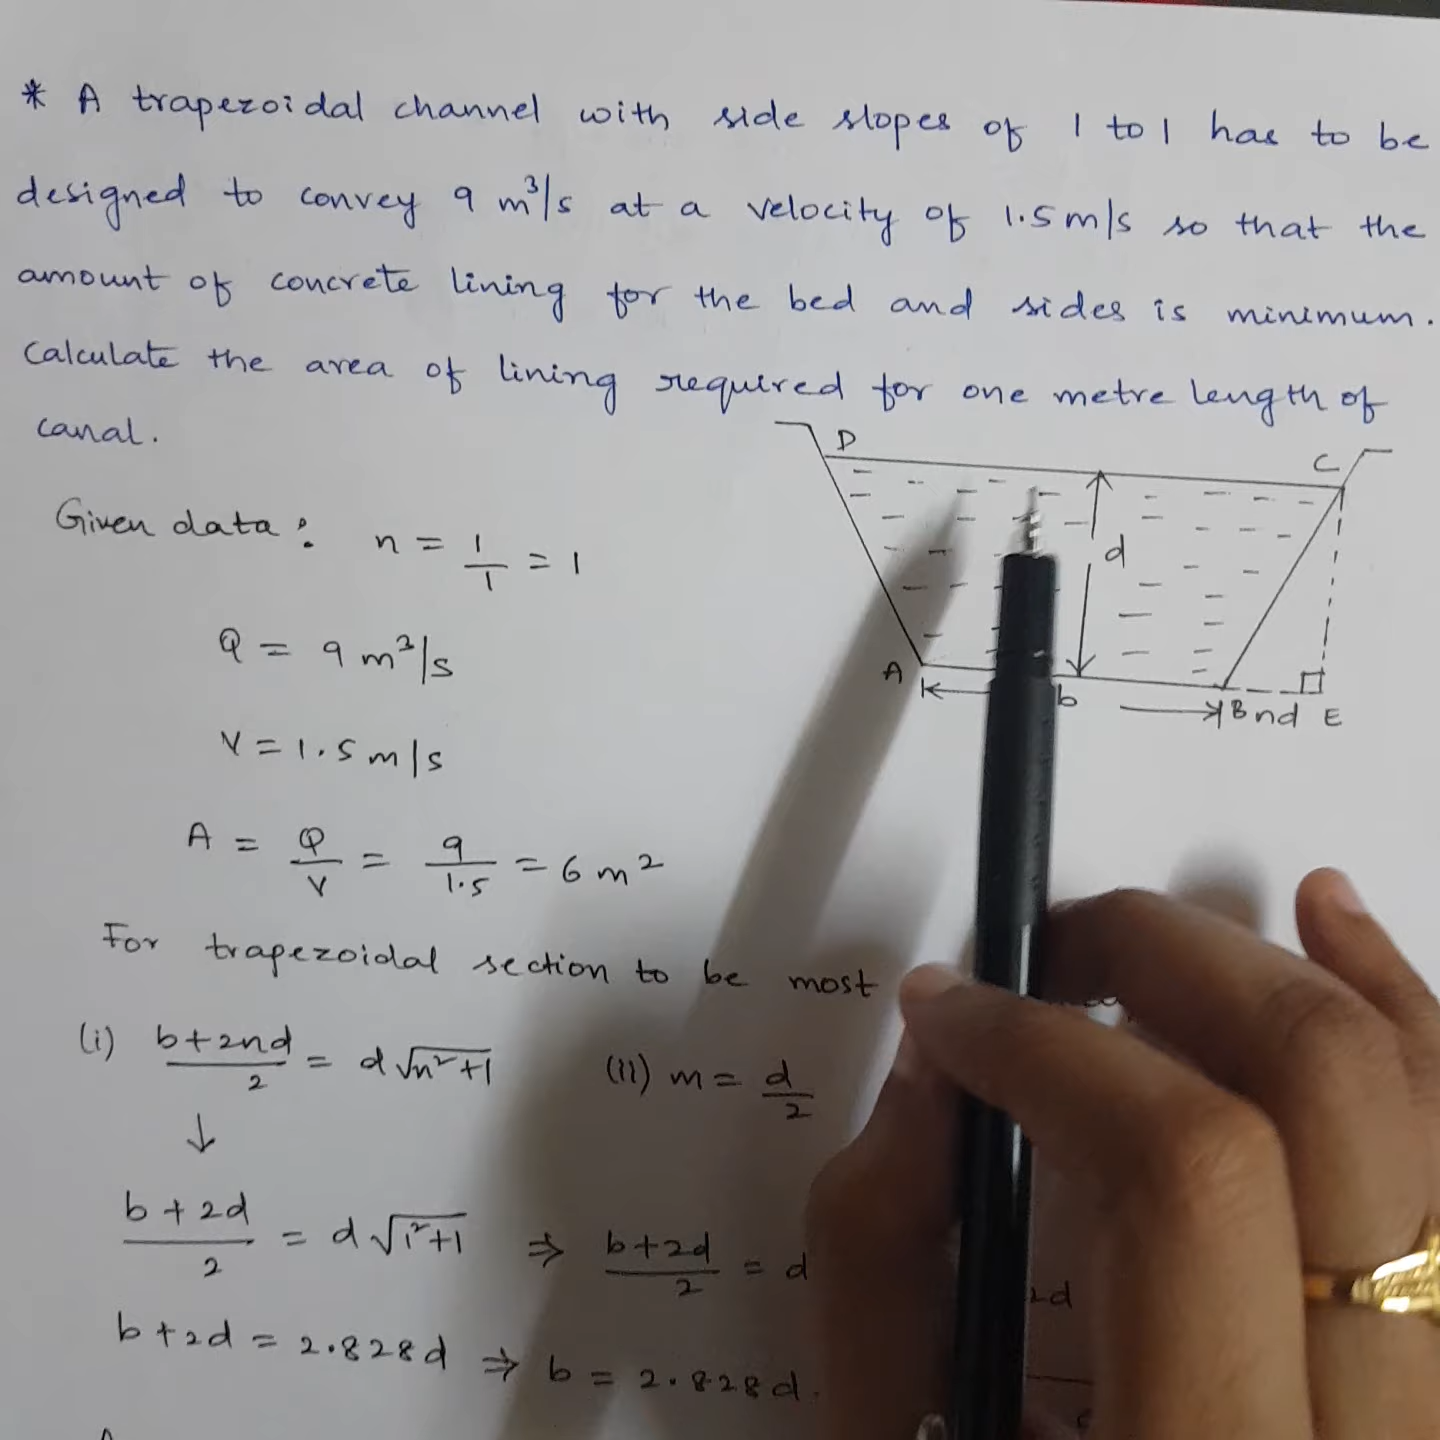 * A trapezoidal channel with side slopes of 1 to 1 has to be
designed to convey 9 m³/s at a velocity of 1.5 m/s so that the
amount of concrete lining for the bed and sides is minimum.
Calculate the area of lining required for one metre length of
canal.
D
C
d
A
b
B nd E
Given data : n = 1/1 = 1
Q = 9 m³/s
V = 1.5 m/s
A = Q/V = 9/1.5 = 6 m²
For trapezoidal section to be most
(i) (b+2nd)/2 = d√(n²+1) (ii) m = d/2
↓
(b+2d)/2 = d√(1²+1) ⇒ (b+2d)/2 = d
b+2d = 2.828d ⇒ b = 2.828d